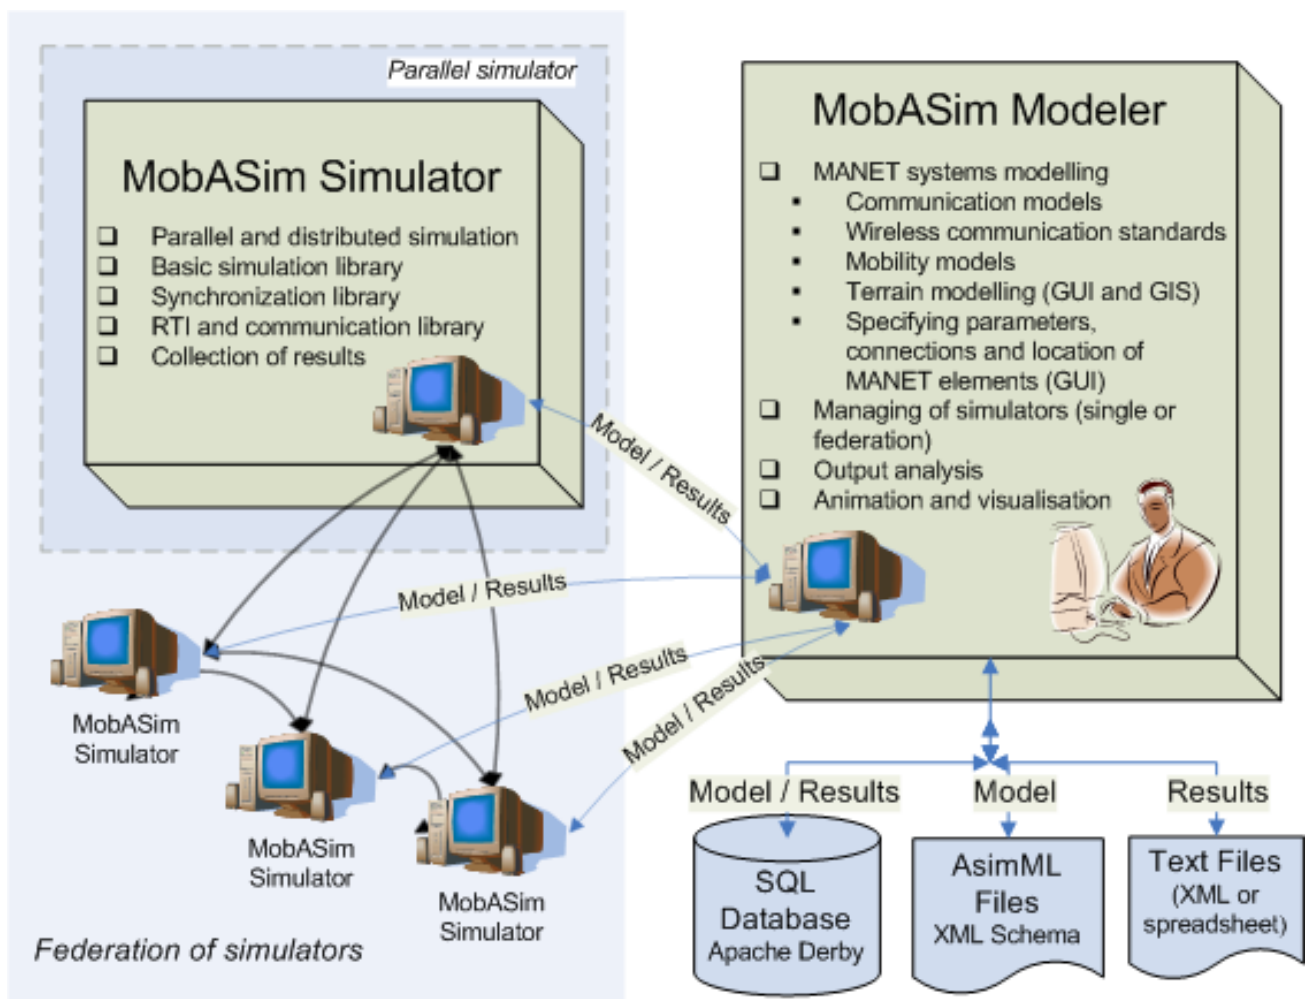 Parallel simulator
MobASim Simulator
❑ Parallel and distributed simulation
❑ Basic simulation library
❑ Synchronization library
❑ RTI and communication library
❑ Collection of results
MobASim Modeler
❑ MANET systems modelling
▪ Communication models
▪ Wireless communication standards
▪ Mobility models
▪ Terrain modelling (GUI and GIS)
▪ Specifying parameters,
connections and location of
MANET elements (GUI)
❑ Managing of simulators (single or
federation)
❑ Output analysis
❑ Animation and visualisation
Model / Results
Model / Results
Model / Results
Model / Results
MobASim
Simulator
MobASim
Simulator
MobASim
Simulator
Federation of simulators
Model / Results
Model
Results
SQL
Database
Apache Derby
AsimML
Files
XML Schema
Text Files
(XML or
spreadsheet)